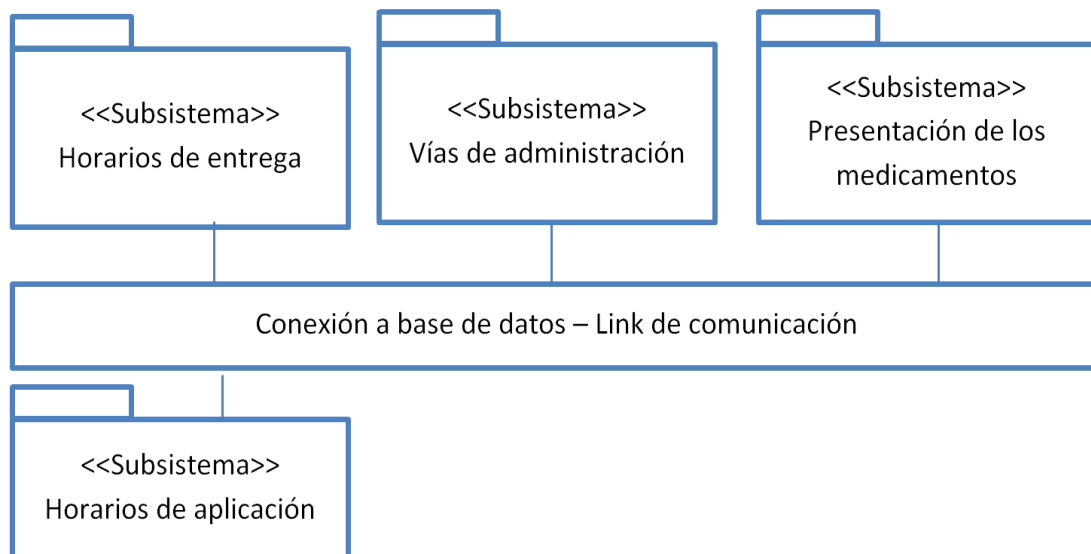 <<Subsistema>>
Horarios de entrega
<<Subsistema>>
Vías de administración
<<Subsistema>>
Presentación de los
medicamentos
Conexión a base de datos – Link de comunicación
<<Subsistema>>
Horarios de aplicación